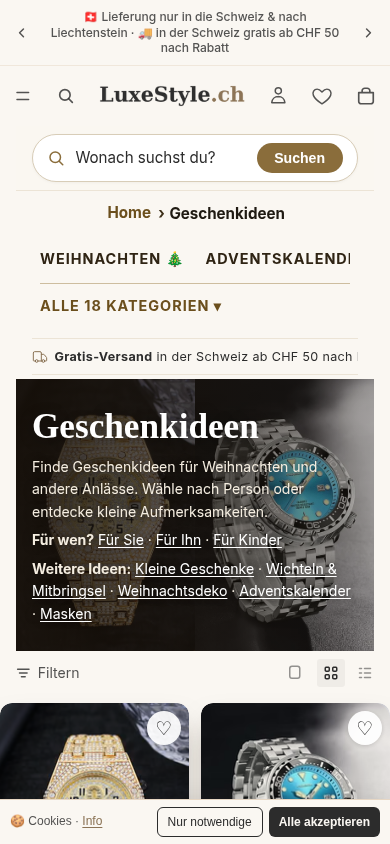 🇨🇭 Lieferung nur in die Schweiz & nach
Liechtenstein · 🚚 in der Schweiz gratis ab CHF 50
nach Rabatt
LuxeStyle.ch
Wonach suchst du?
Suchen
Home › Geschenkideen
WEIHNACHTEN 🎄 ADVENTSKALENDI
ALLE 18 KATEGORIEN ▾
Gratis-Versand in der Schweiz ab CHF 50 nach
Geschenkideen
Finde Geschenkideen für Weihnachten und
andere Anlässe. Wähle nach Person oder
entdecke kleine Aufmerksamkeiten.
Für wen? Für Sie · Für Ihn · Für Kinder
Weitere Ideen: Kleine Geschenke · Wichteln &
Mitbringsel · Weihnachtsdeko · Adventskalender
· Masken
Filtern
🍪 Cookies · Info
Nur notwendige
Alle akzeptieren